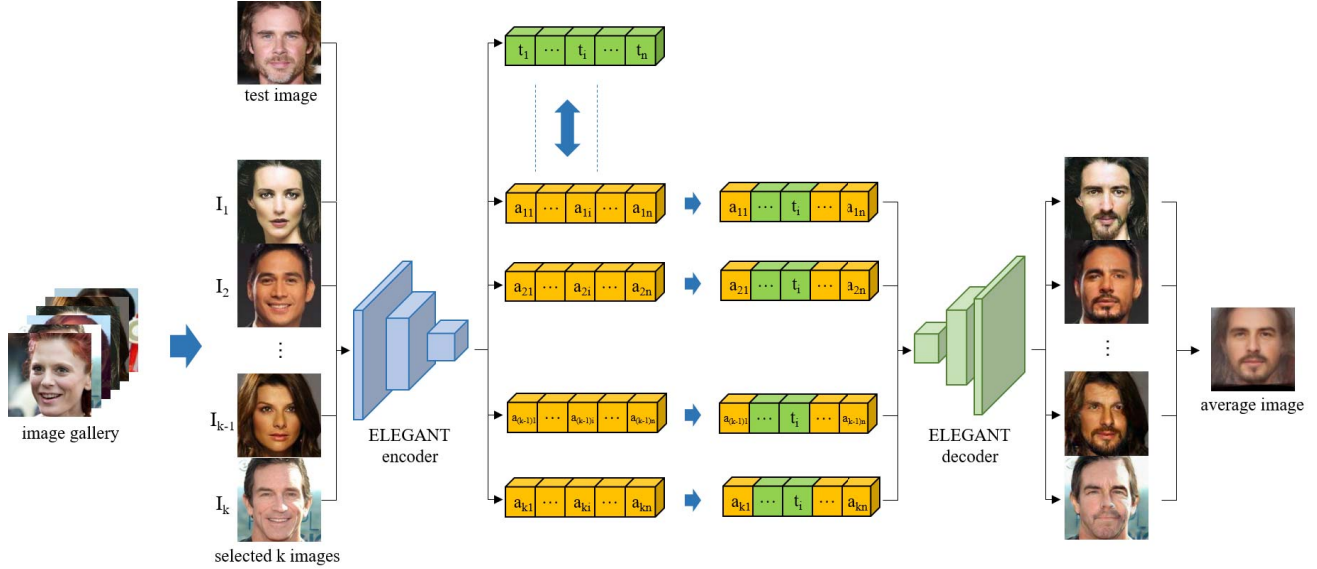 test image
t1 ... ti ... tn
I1
a11 ... a1i ... a1n
a11 ... ti ... a1n
I2
a21 ... a2i ... a2n
a21 ... ti ... a2n
⋮
⋮
image gallery
Ik-1
a(k-1)1 ... a(k-1)i ... a(k-1)n
a(k-1)1 ... ti ... a(k-1)n
ELEGANT
encoder
ELEGANT
decoder
average image
Ik
ak1 ... aki ... akn
ak1 ... ti ... akn
selected k images